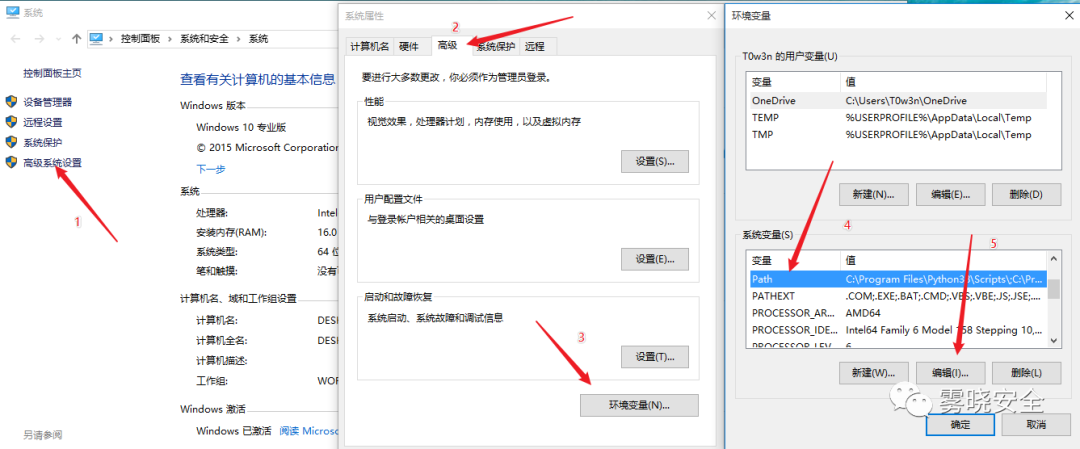 系统
控制面板
系统和安全
系统
控制面板主页
设备管理器
远程设置
系统保护
高级系统设置
1
另请参阅
查看有关计算机的基本信息
Windows 版本
Windows 10 专业版
© 2015 Microsoft Corporation
下一步
系统
处理器: Intel
安装内存(RAM): 16.0
系统类型: 64 位
笔和触摸: 没有
计算机名、域和工作组设置
计算机名: DESK
计算机全名: DESK
计算机描述:
工作组: WOR
Windows 激活
Windows 已激活 阅读 Microso
系统属性
2
计算机名 硬件 高级 系统保护 远程
要进行大多数更改，你必须作为管理员登录。
性能
视觉效果，处理器计划，内存使用，以及虚拟内存
设置(S)...
用户配置文件
与登录帐户相关的桌面设置
设置(E)...
启动和故障恢复
系统启动、系统故障和调试信息
3
设置(T)...
环境变量(N)...
环境变量
T0w3n 的用户变量(U)
变量 值
OneDrive C:\Users\T0w3n\OneDrive
TEMP %USERPROFILE%\AppData\Local\Temp
TMP %USERPROFILE%\AppData\Local\Temp
新建(N)... 编辑(E)... 删除(D)
4
系统变量(S)
5
变量 值
Path C:\Program Files\Python38\Scripts\;C:\Pr...
PATHEXT .COM;.EXE;.BAT;.CMD;.VBS;.VBE;.JS;.JSE;....
PROCESSOR_AR... AMD64
PROCESSOR_IDE... Intel64 Family 6 Model 158 Stepping 10,...
PROCESSOR_LEV 6
新建(W)... 编辑(I)... 删除(L)
雾晓安全
确定 取消